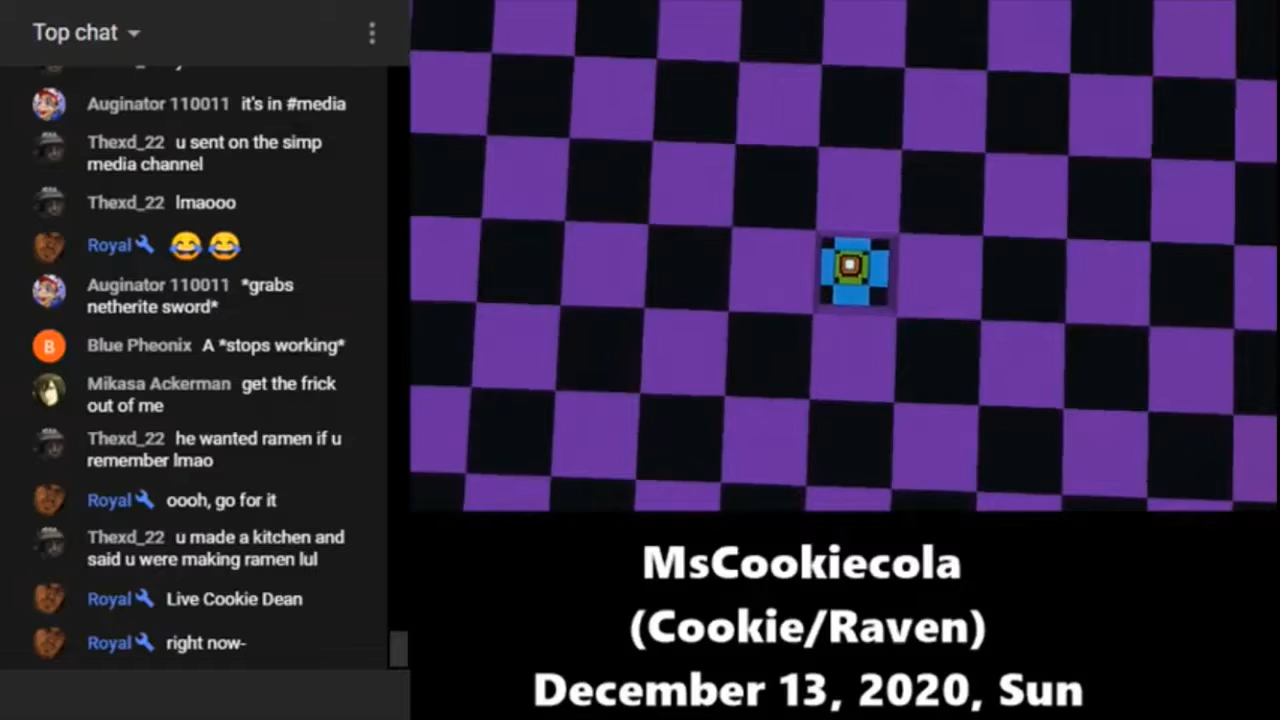 Top chat
Auginator 110011 it's in #media
Thexd_22 u sent on the simp
media channel
Thexd_22 lmaooo
Royal 😂 😂
Auginator 110011 *grabs
netherite sword*
B Blue Pheonix A *stops working*
Mikasa Ackerman get the frick
out of me
Thexd_22 he wanted ramen if u
remember lmao
Royal oooh, go for it
Thexd_22 u made a kitchen and
said u were making ramen lul
Royal Live Cookie Dean
Royal right now-
MsCookiecola
(Cookie/Raven)
December 13, 2020, Sun